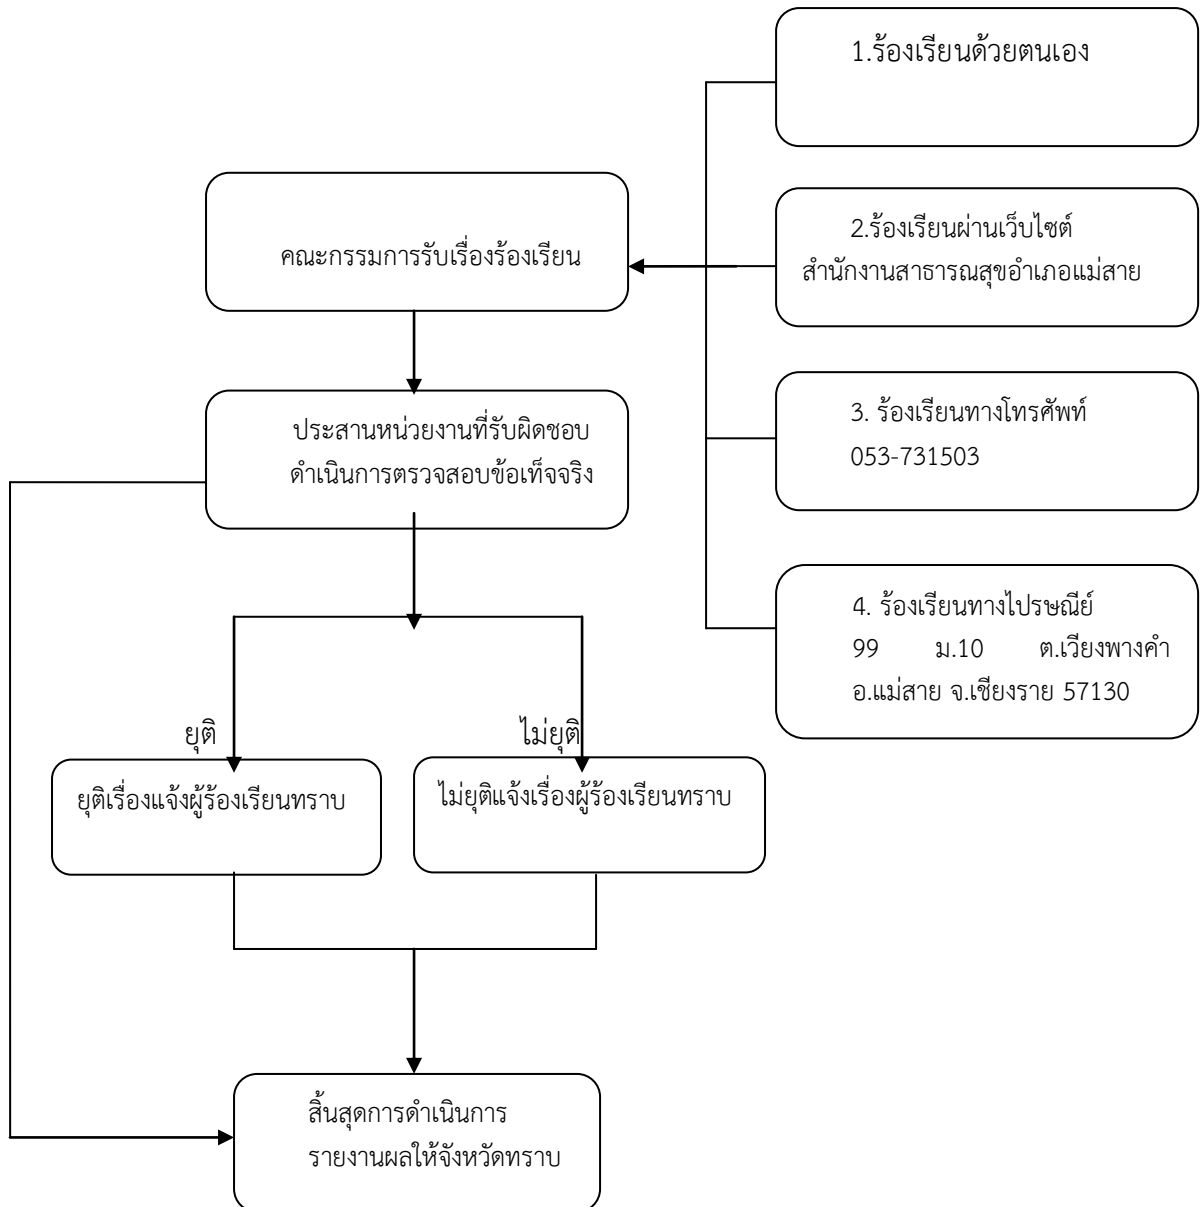 1.ร้องเรียนด้วยตนเอง
2.ร้องเรียนผ่านเว็บไซต์
สำนักงานสาธารณสุขอำเภอแม่สาย
3. ร้องเรียนทางโทรศัพท์
053-731503
4. ร้องเรียนทางไปรษณีย์
99 ม.10 ต.เวียงพางคำ
อ.แม่สาย จ.เชียงราย 57130
คณะกรรมการรับเรื่องร้องเรียน
ประสานหน่วยงานที่รับผิดชอบ
ดำเนินการตรวจสอบข้อเท็จจริง
ยุติ
ไม่ยุติ
ยุติเรื่องแจ้งผู้ร้องเรียนทราบ
ไม่ยุติแจ้งเรื่องผู้ร้องเรียนทราบ
สิ้นสุดการดำเนินการ
รายงานผลให้จังหวัดทราบ